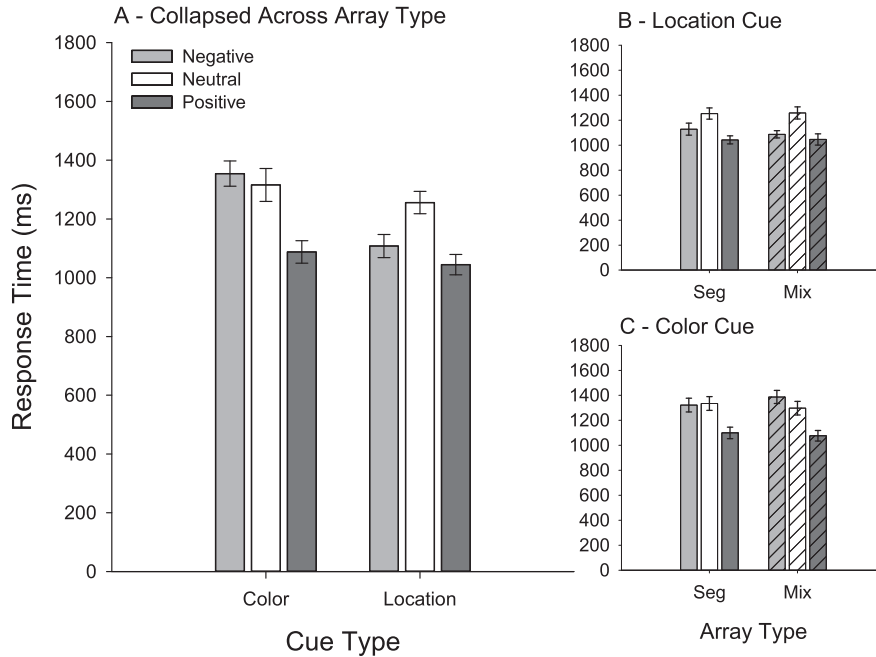 A - Collapsed Across Array Type
1800
1600
1400
1200
1000
800
600
400
200
0
Response Time (ms)
Negative
Neutral
Positive
Color
Location
Cue Type
B - Location Cue
1800
1600
1400
1200
1000
800
600
400
200
0
Seg
Mix
C - Color Cue
1800
1600
1400
1200
1000
800
600
400
200
0
Seg
Mix
Array Type